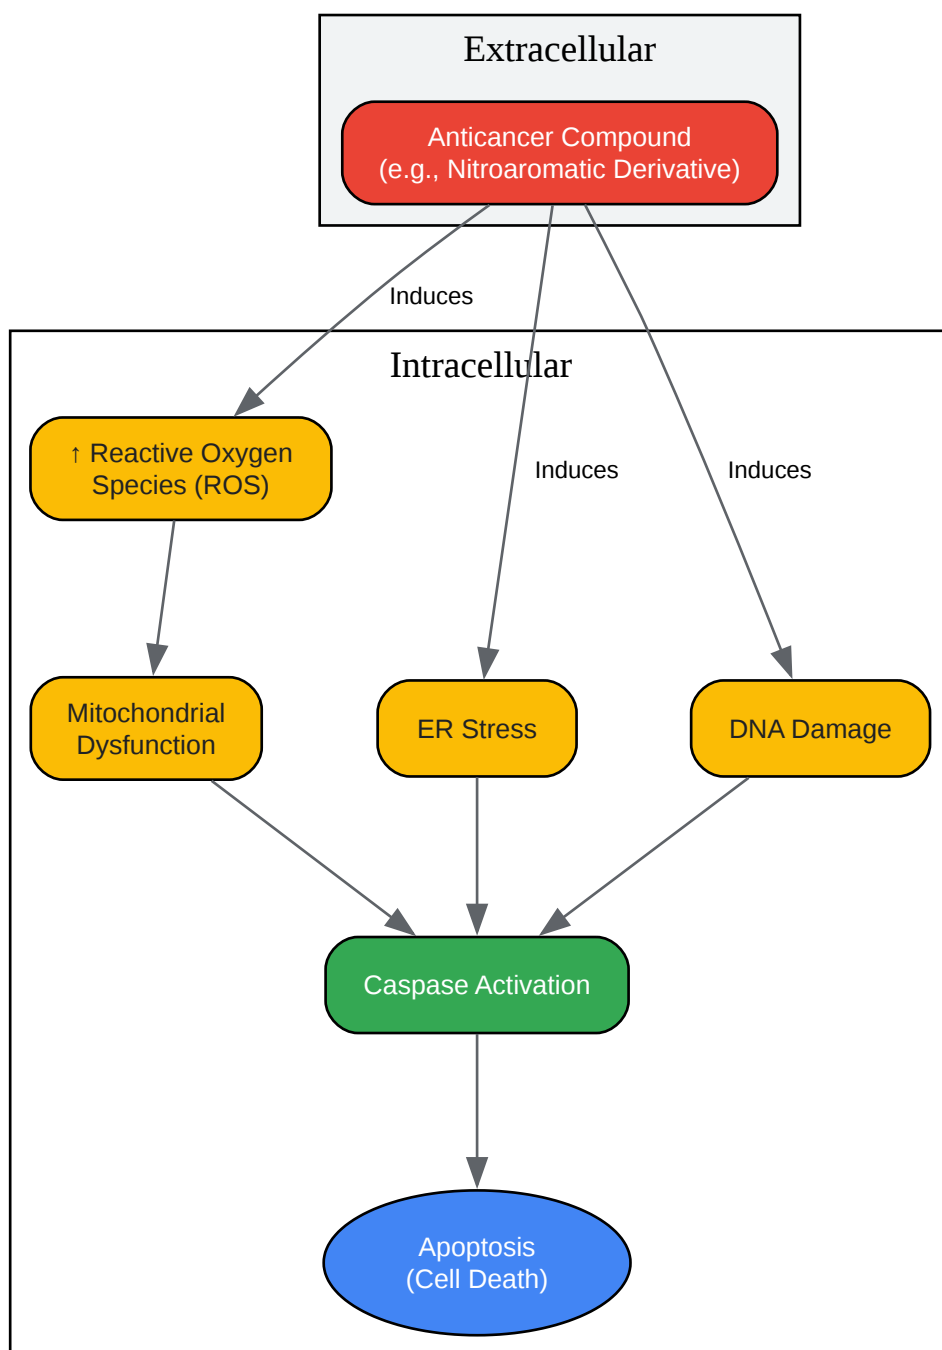 Extracellular
Anticancer Compound
(e.g., Nitroaromatic Derivative)
Induces
Intracellular
↑ Reactive Oxygen
Species (ROS)
Induces
Induces
Mitochondrial
Dysfunction
ER Stress
DNA Damage
Caspase Activation
Apoptosis
(Cell Death)